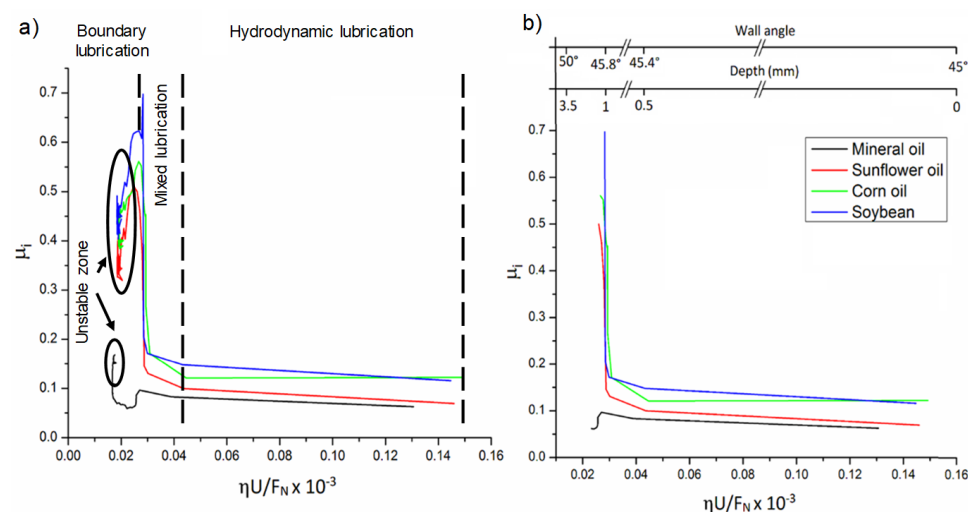 a)
Boundary
lubrication
Hydrodynamic lubrication
Mixed lubrication
Unstable zone
μi
0.7
0.6
0.5
0.4
0.3
0.2
0.1
0.0
0.00 0.02 0.04 0.06 0.08 0.10 0.12 0.14 0.16
ηU/FN x 10-3
b)
Wall angle
50° 45.8° 45.4° 45°
Depth (mm)
3.5 1 0.5 0
Mineral oil
Sunflower oil
Corn oil
Soybean
μi
0.7
0.6
0.5
0.4
0.3
0.2
0.1
0.0
0.02 0.04 0.06 0.08 0.10 0.12 0.14 0.16
ηU/FN x 10-3